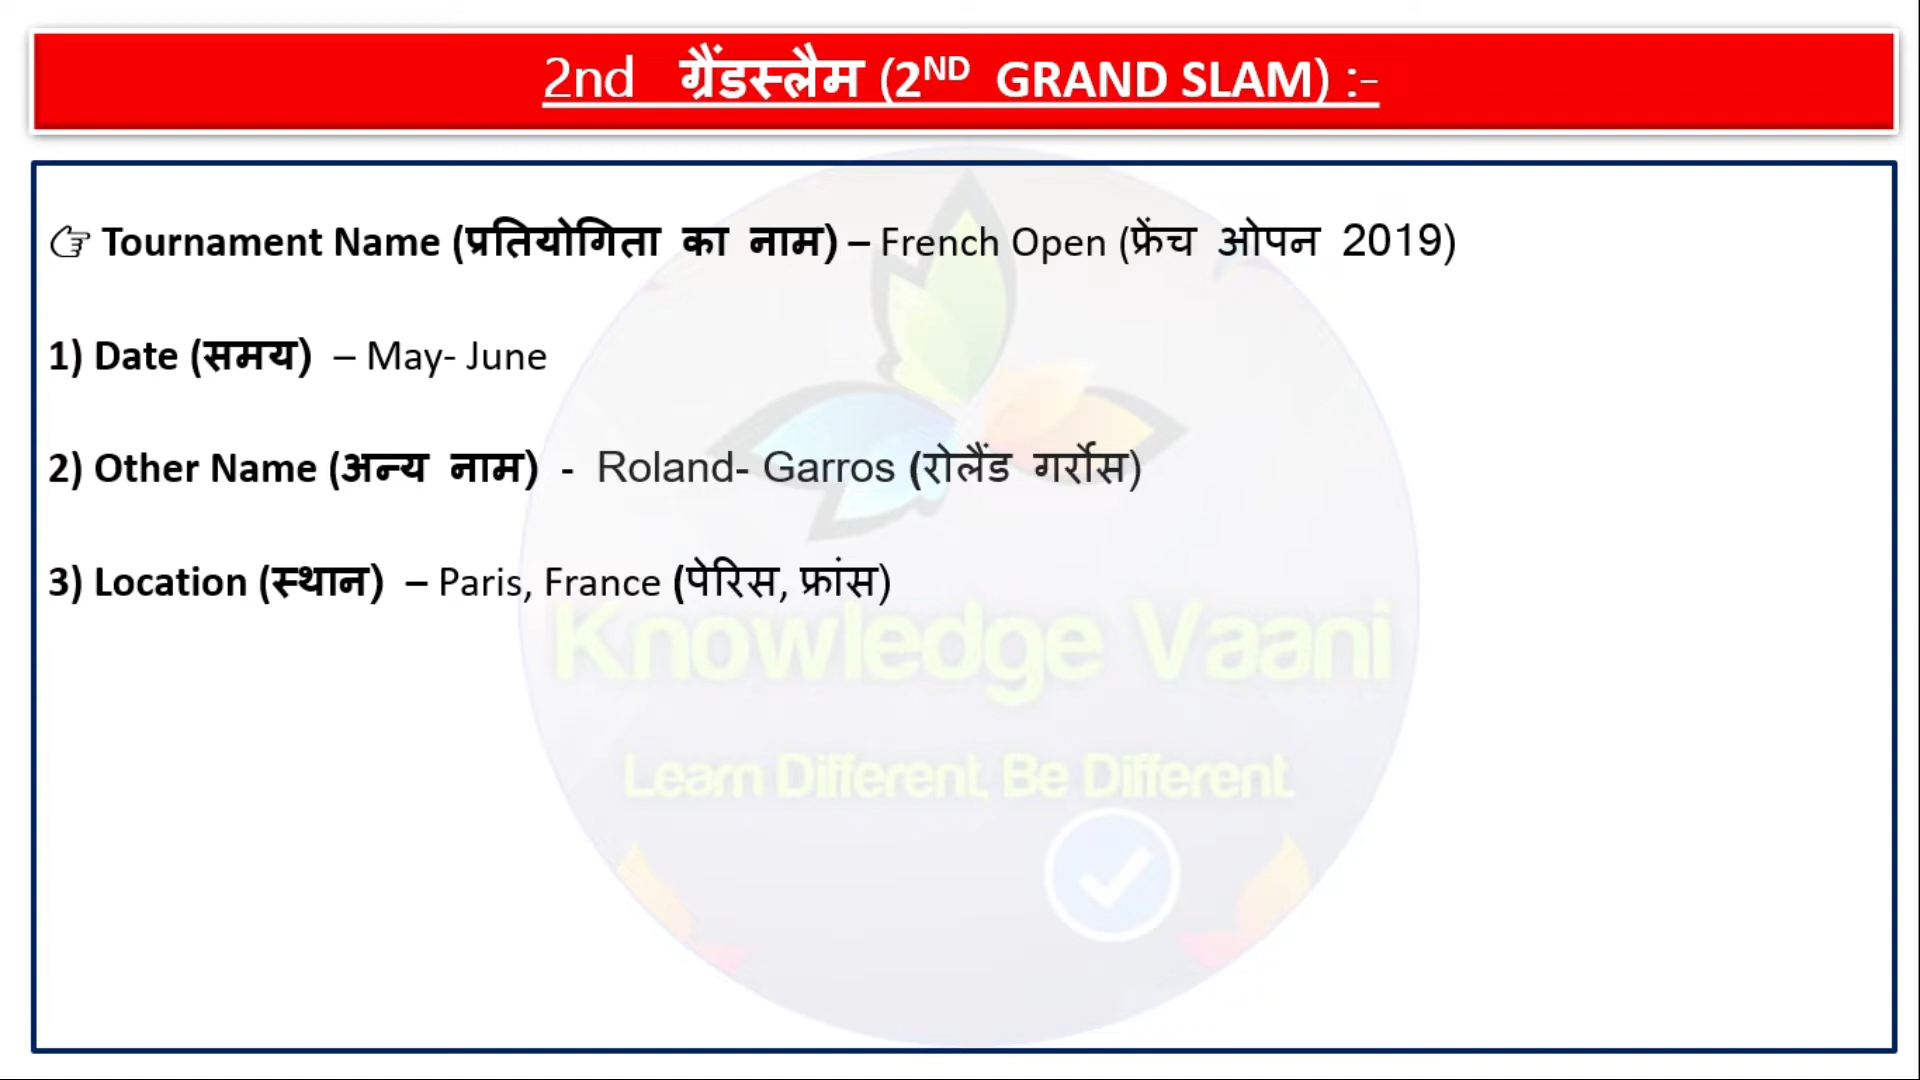 2nd ग्रैंडस्लैम (2ND GRAND SLAM) :-
👉 Tournament Name (प्रतियोगिता का नाम) – French Open (फ्रेंच ओपन 2019)
1) Date (समय) – May- June
2) Other Name (अन्य नाम) - Roland- Garros (रोलैंड गर्रोस)
3) Location (स्थान) – Paris, France (पेरिस, फ्रांस)
Knowledge Vaani
Learn Different, Be Different